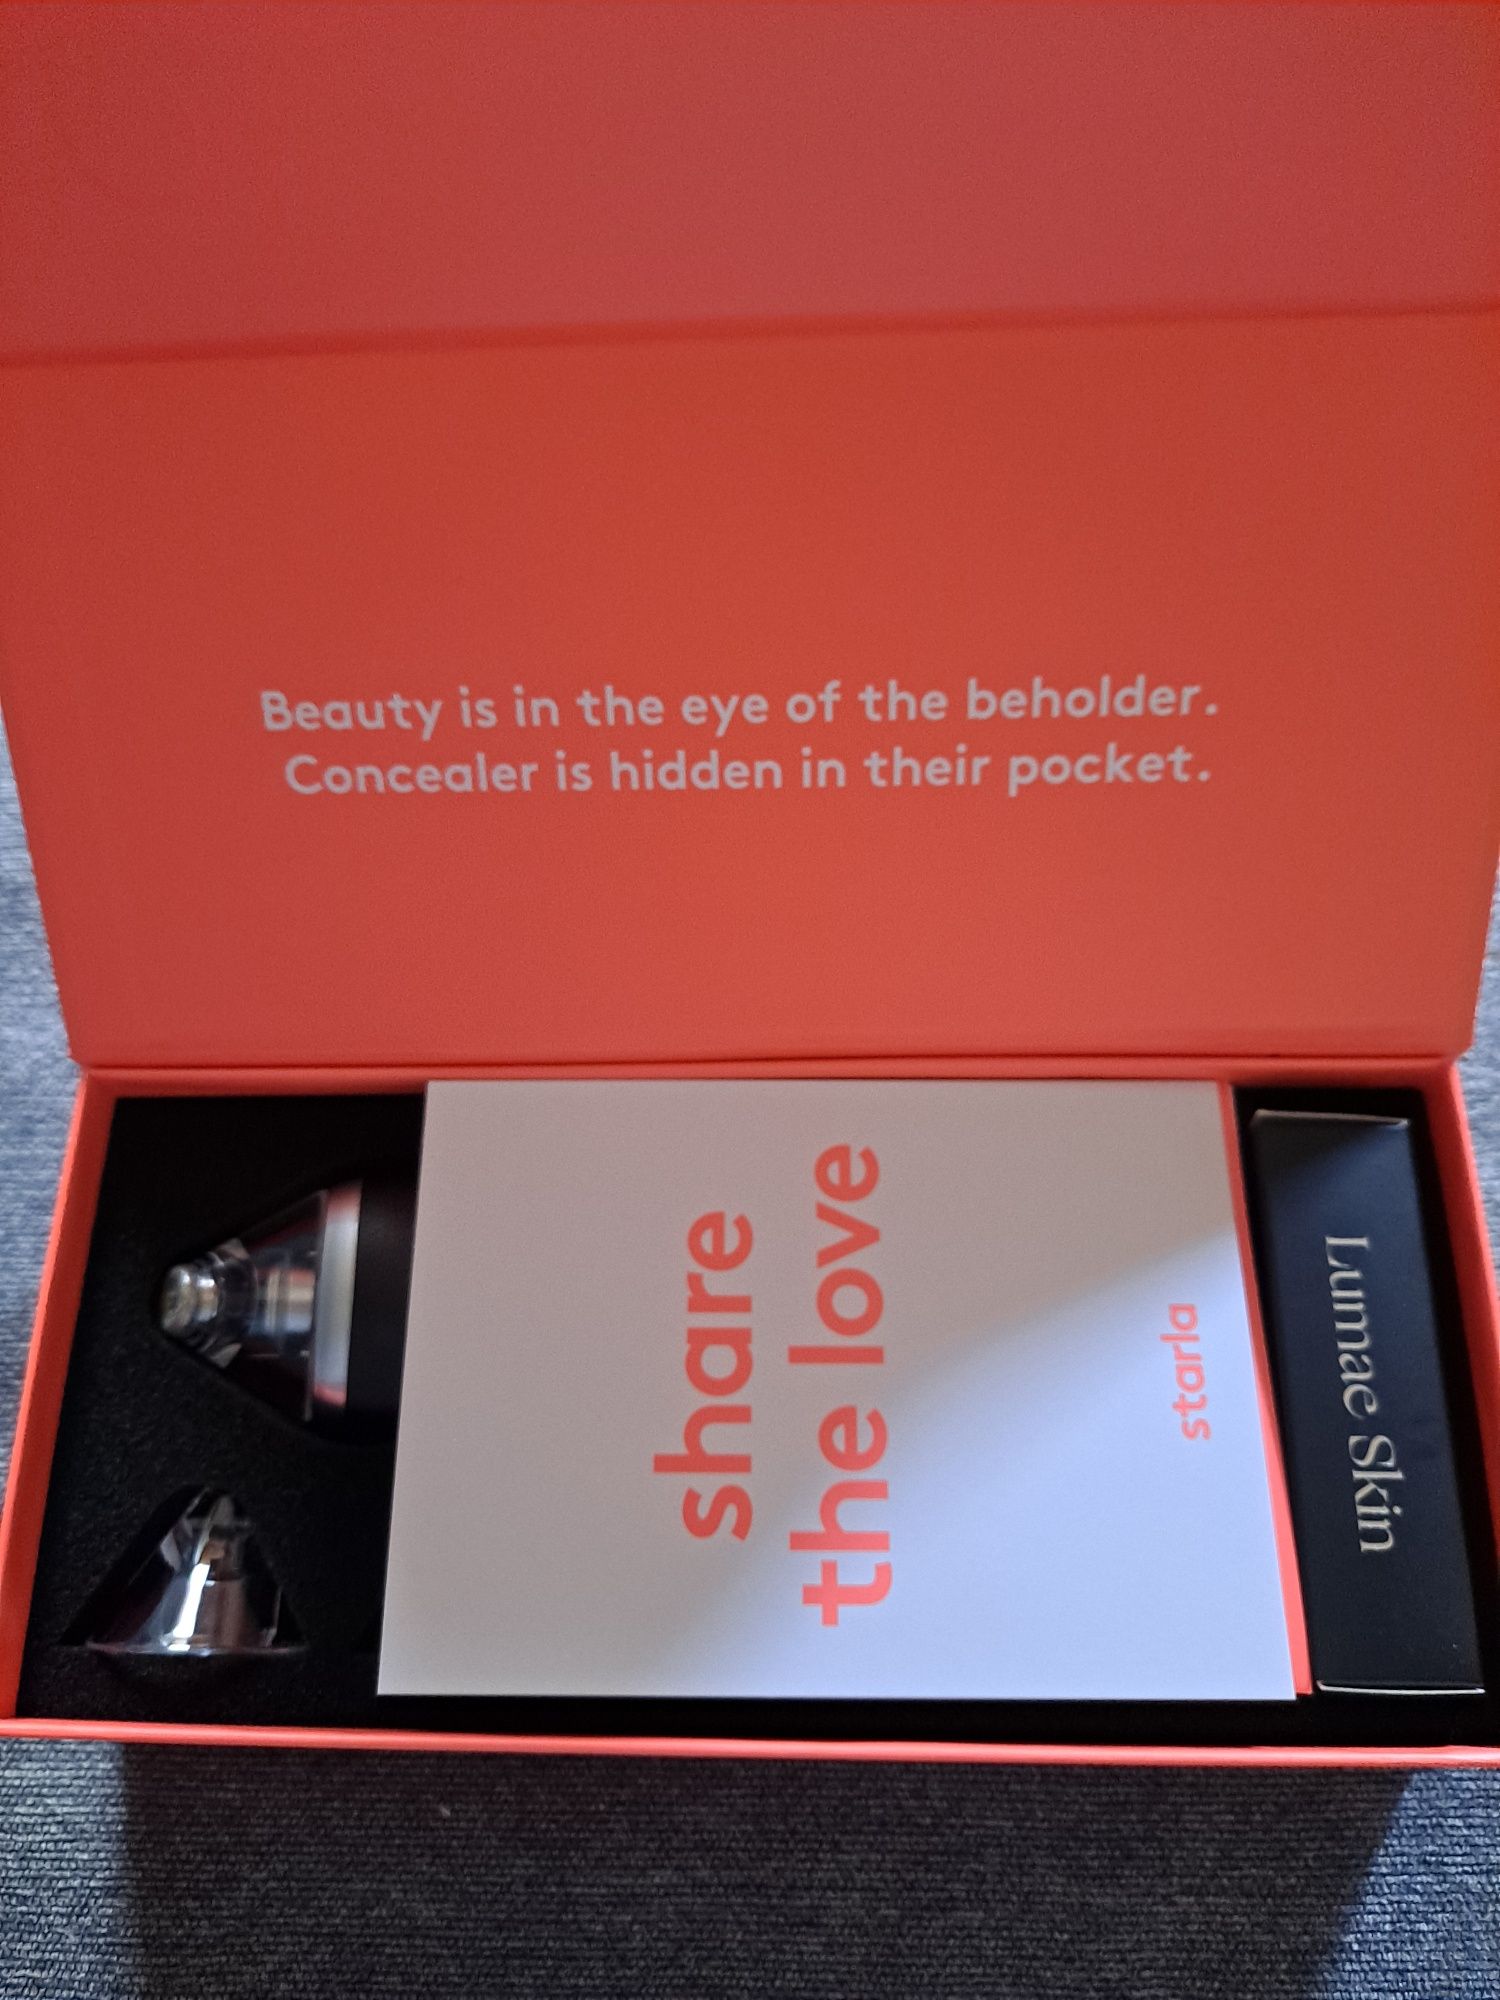 Beauty is in the eye of the beholder.
Concealer is hidden in their pocket.
share
the love
starla
Lumae Skin